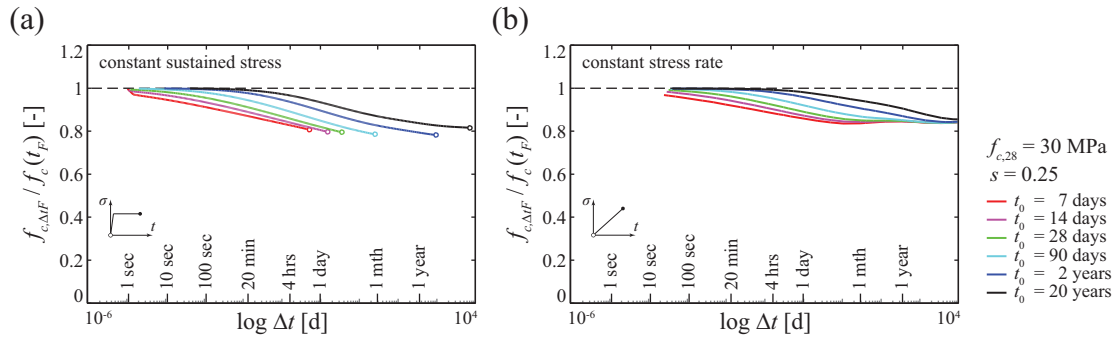 (a)
1.2
constant sustained stress
1
0.8
0.6
0.4
0.2
0
f_{c,ΔtF} / f_c(t_F) [-]
σ
t
1 sec
10 sec
100 sec
20 min
4 hrs
1 day
1 mth
1 year
10^{-6}
log Δt [d]
10^4
(b)
1.2
constant stress rate
1
0.8
0.6
0.4
0.2
0
f_{c,ΔtF} / f_c(t_F) [-]
σ
t
1 sec
10 sec
100 sec
20 min
4 hrs
1 day
1 mth
1 year
10^{-6}
log Δt [d]
10^4
f_{c,28} = 30 MPa
s = 0.25
t_0 = 7 days
t_0 = 14 days
t_0 = 28 days
t_0 = 90 days
t_0 = 2 years
t_0 = 20 years